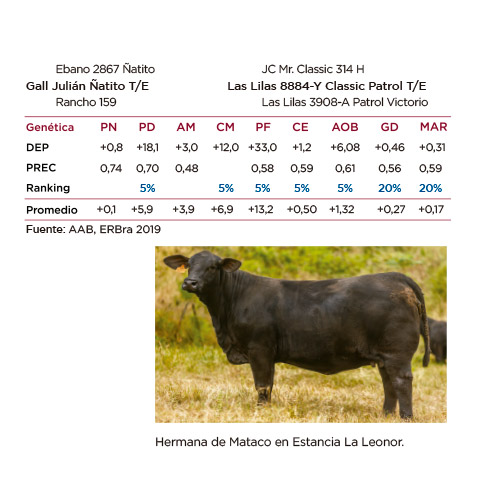 Ebano 2867 Ñatito JC Mr. Classic 314 H
Gall Julián Ñatito T/E Las Lilas 8884-Y Classic Patrol T/E
Rancho 159 Las Lilas 3908-A Patrol Victorio
Genética PN PD AM CM PF CE AOB GD MAR
DEP +0,8 +18,1 +3,0 +12,0 +33,0 +1,2 +6,08 +0,46 +0,31
PREC 0,74 0,70 0,48 0,58 0,59 0,61 0,56 0,59
Ranking 5% 5% 5% 5% 5% 20% 20%
Promedio +0,1 +5,9 +3,9 +6,9 +13,2 +0,50 +1,32 +0,27 +0,17
Fuente: AAB, ERBra 2019
Hermana de Mataco en Estancia La Leonor.